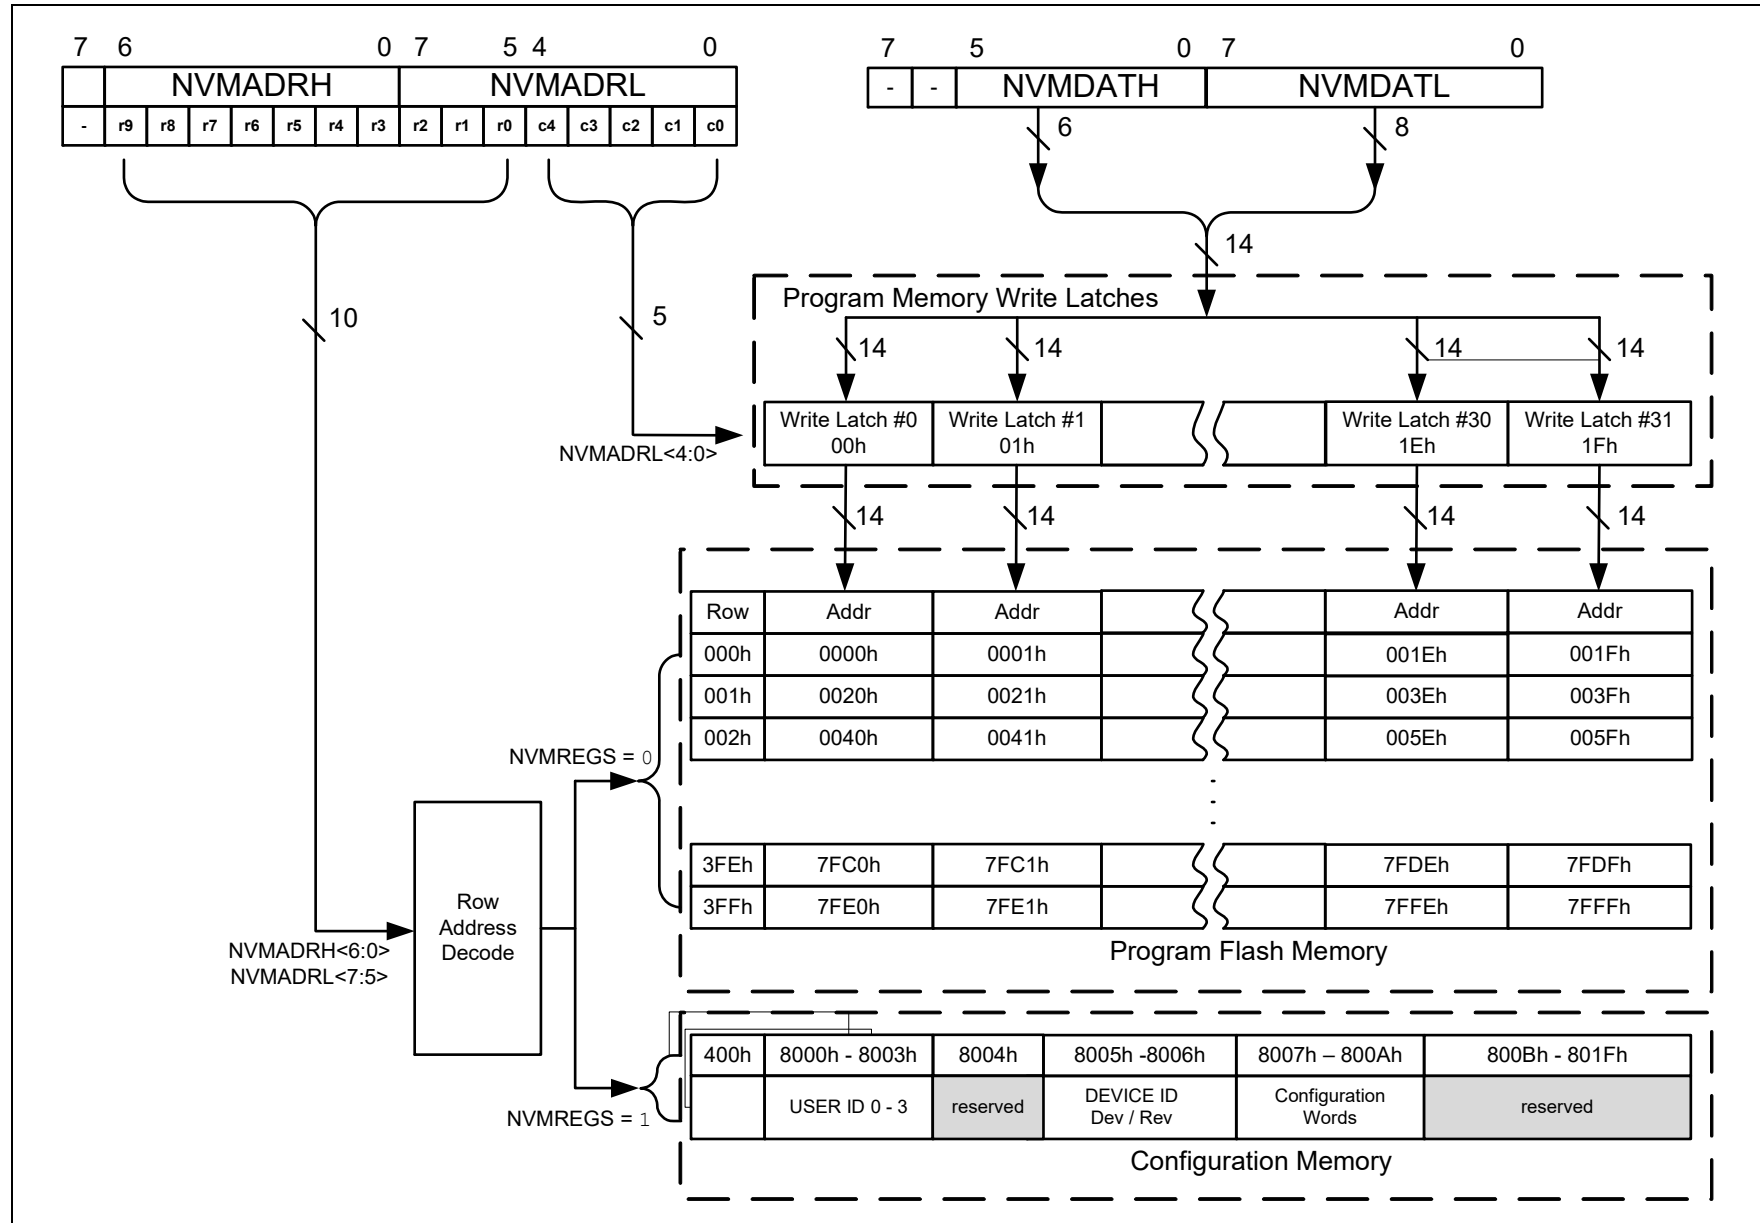 7 6 0 7 5 4 0
NVMADRH NVMADRL
- r9 r8 r7 r6 r5 r4 r3 r2 r1 r0 c4 c3 c2 c1 c0
7 5 0 7 0
- - NVMDATH NVMDATL
6 8
14
10
5
Program Memory Write Latches
14 14 14 14
Write Latch #0 Write Latch #1 Write Latch #30 Write Latch #31
00h 01h 1Eh 1Fh
NVMADRL<4:0>
14 14 14 14
Row Addr Addr Addr Addr
000h 0000h 0001h 001Eh 001Fh
001h 0020h 0021h 003Eh 003Fh
002h 0040h 0041h 005Eh 005Fh
NVMREGS = 0
3FEh 7FC0h 7FC1h 7FDEh 7FDFh
3FFh 7FE0h 7FE1h 7FFEh 7FFFh
Program Flash Memory
Row
Address
Decode
NVMADRH<6:0>
NVMADRL<7:5>
400h 8000h - 8003h 8004h 8005h -8006h 8007h – 800Ah 800Bh - 801Fh
USER ID 0 - 3 reserved DEVICE ID Configuration reserved
Dev / Rev Words
NVMREGS = 1
Configuration Memory